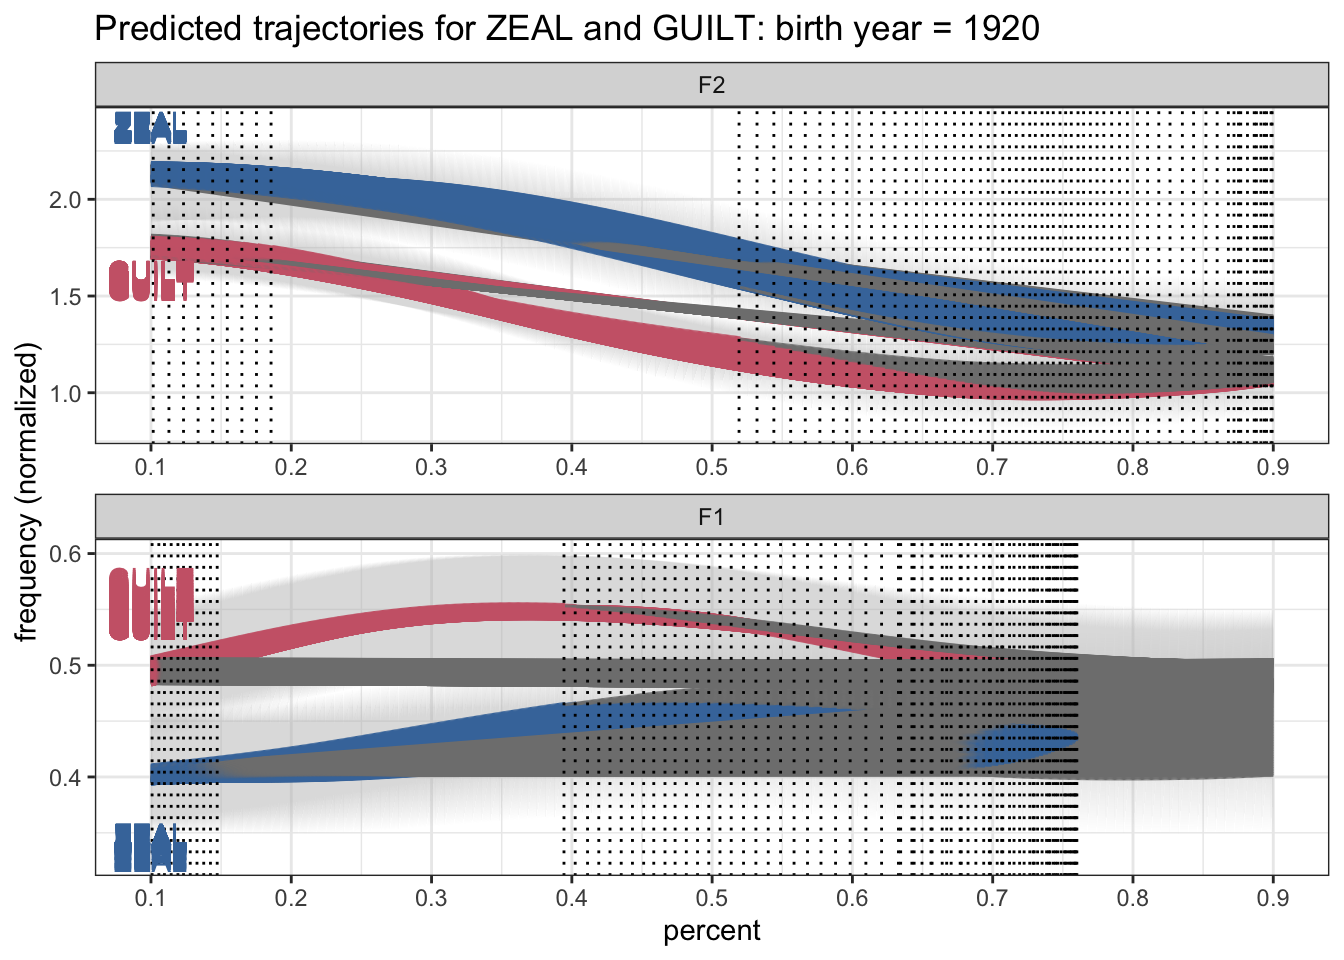 Predicted trajectories for ZEAL and GUILT: birth year = 1920
F2
ZEAL
GUILT
2.0
1.5
1.0
0.1 0.2 0.3 0.4 0.5 0.6 0.7 0.8 0.9
frequency (normalized)
F1
0.6
GUILT
0.5
0.4
ZEAL
0.1 0.2 0.3 0.4 0.5 0.6 0.7 0.8 0.9
percent